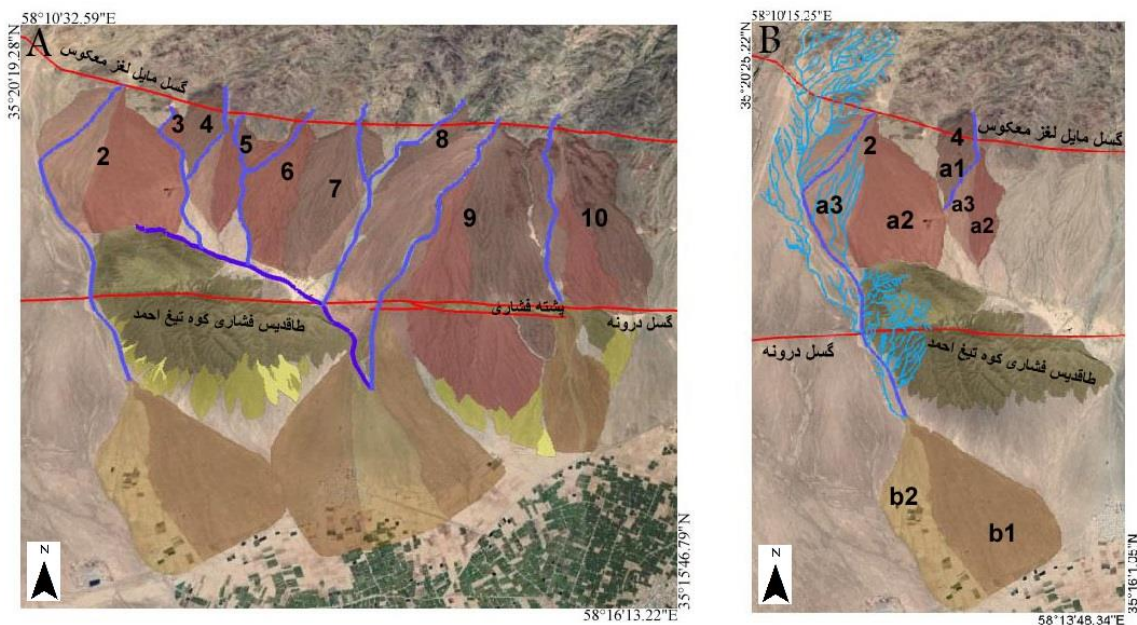 58°10'32.59"E
35°20'19.28"N
A
گسل مایل لغز معکوس
3
4
2
5
6
7
8
9
10
پشته فشاری
گسل درونه
طاقدیس فشاری کوه تیغ احمد
N
35°15'46.79"N
58°16'13.22"E
58°10'15.25"E
35°20'25.22"N
B
گسل مایل لغز معکوس
2
4
a1
a3
a3
a2
a2
گسل درونه
طاقدیس فشاری کوه تیغ احمد
b2
b1
N
35°16'1.05"N
58°13'48.34"E